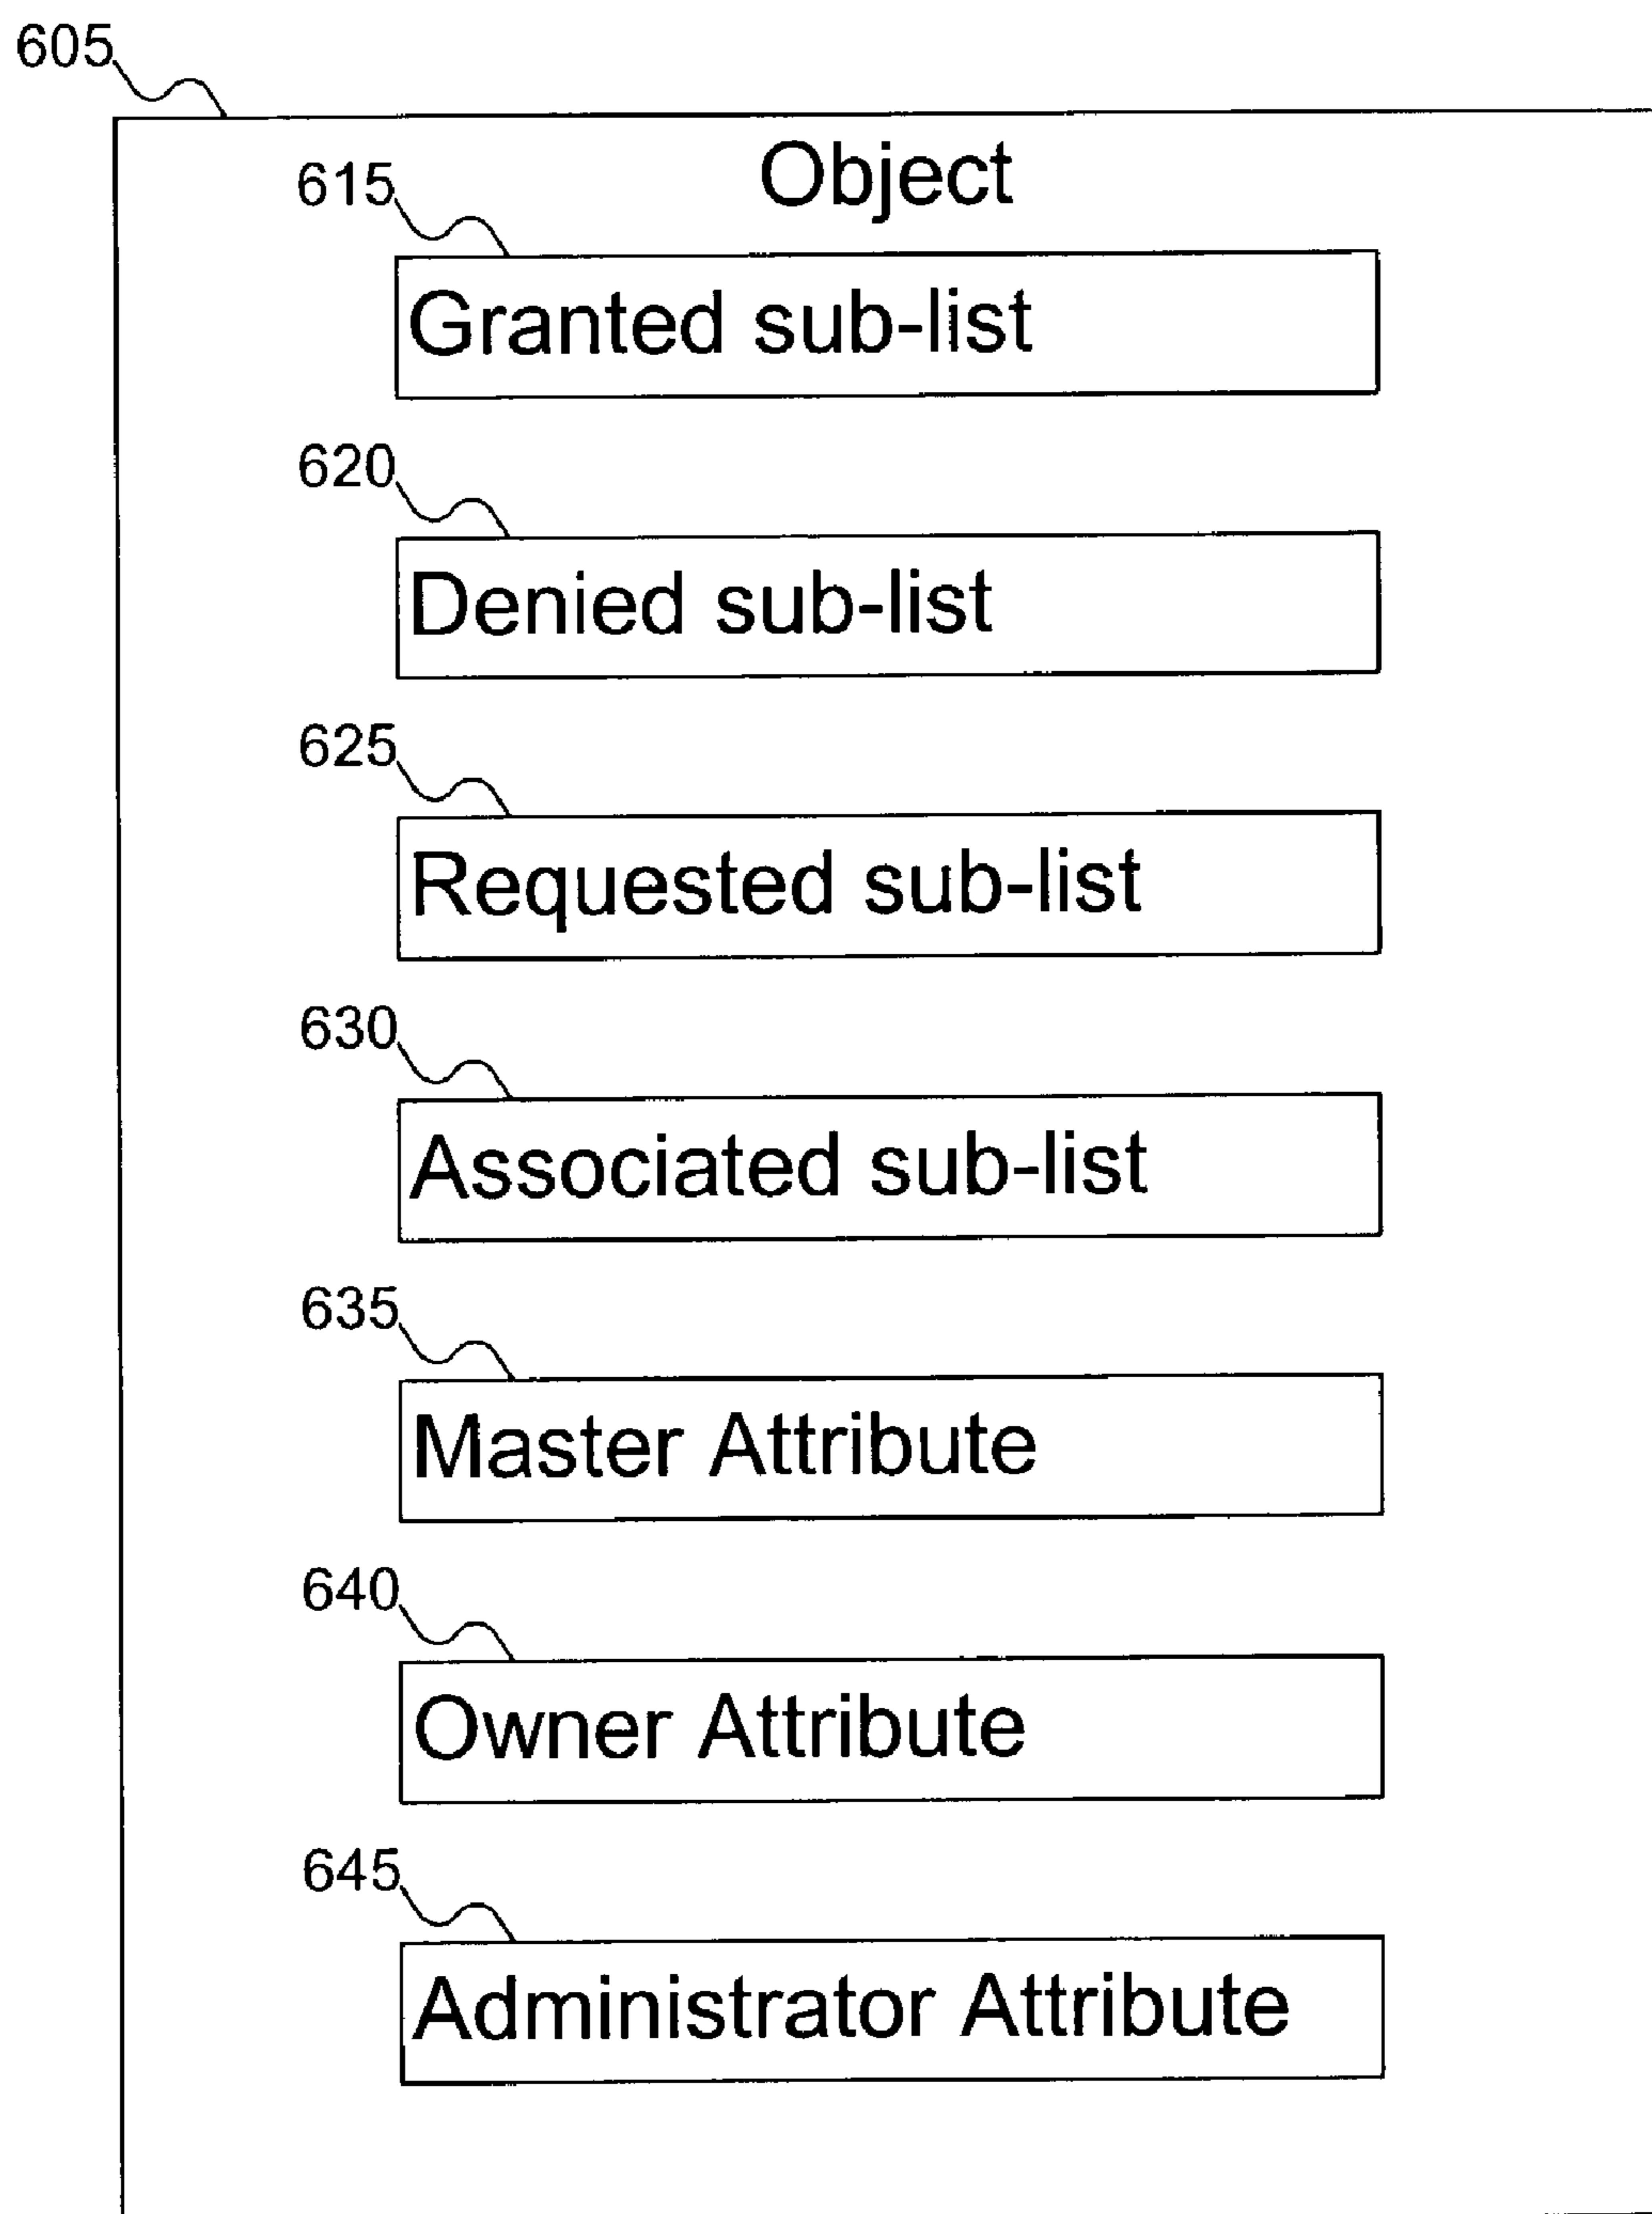 605
Object
615
Granted sub-list
620
Denied sub-list
625
Requested sub-list
630
Associated sub-list
635
Master Attribute
640
Owner Attribute
645
Administrator Attribute